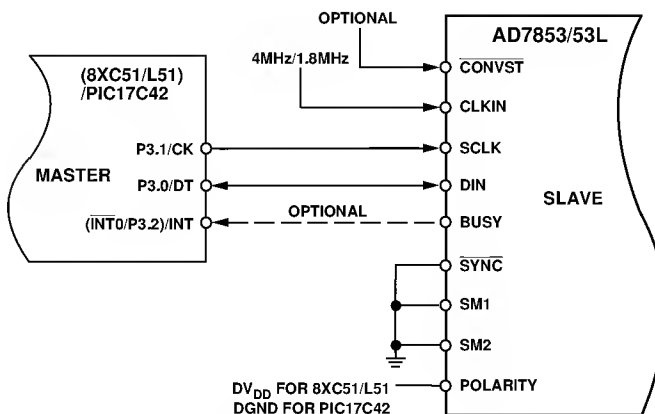 OPTIONAL
AD7853/53L
4MHz/1.8MHz
(8XC51/L51)
/PIC17C42
CONVST
CLKIN
P3.1/CK
SCLK
MASTER
P3.0/DT
DIN
SLAVE
OPTIONAL
(INT0/P3.2)/INT
BUSY
SYNC
SM1
SM2
DVDD FOR 8XC51/L51
DGND FOR PIC17C42
POLARITY